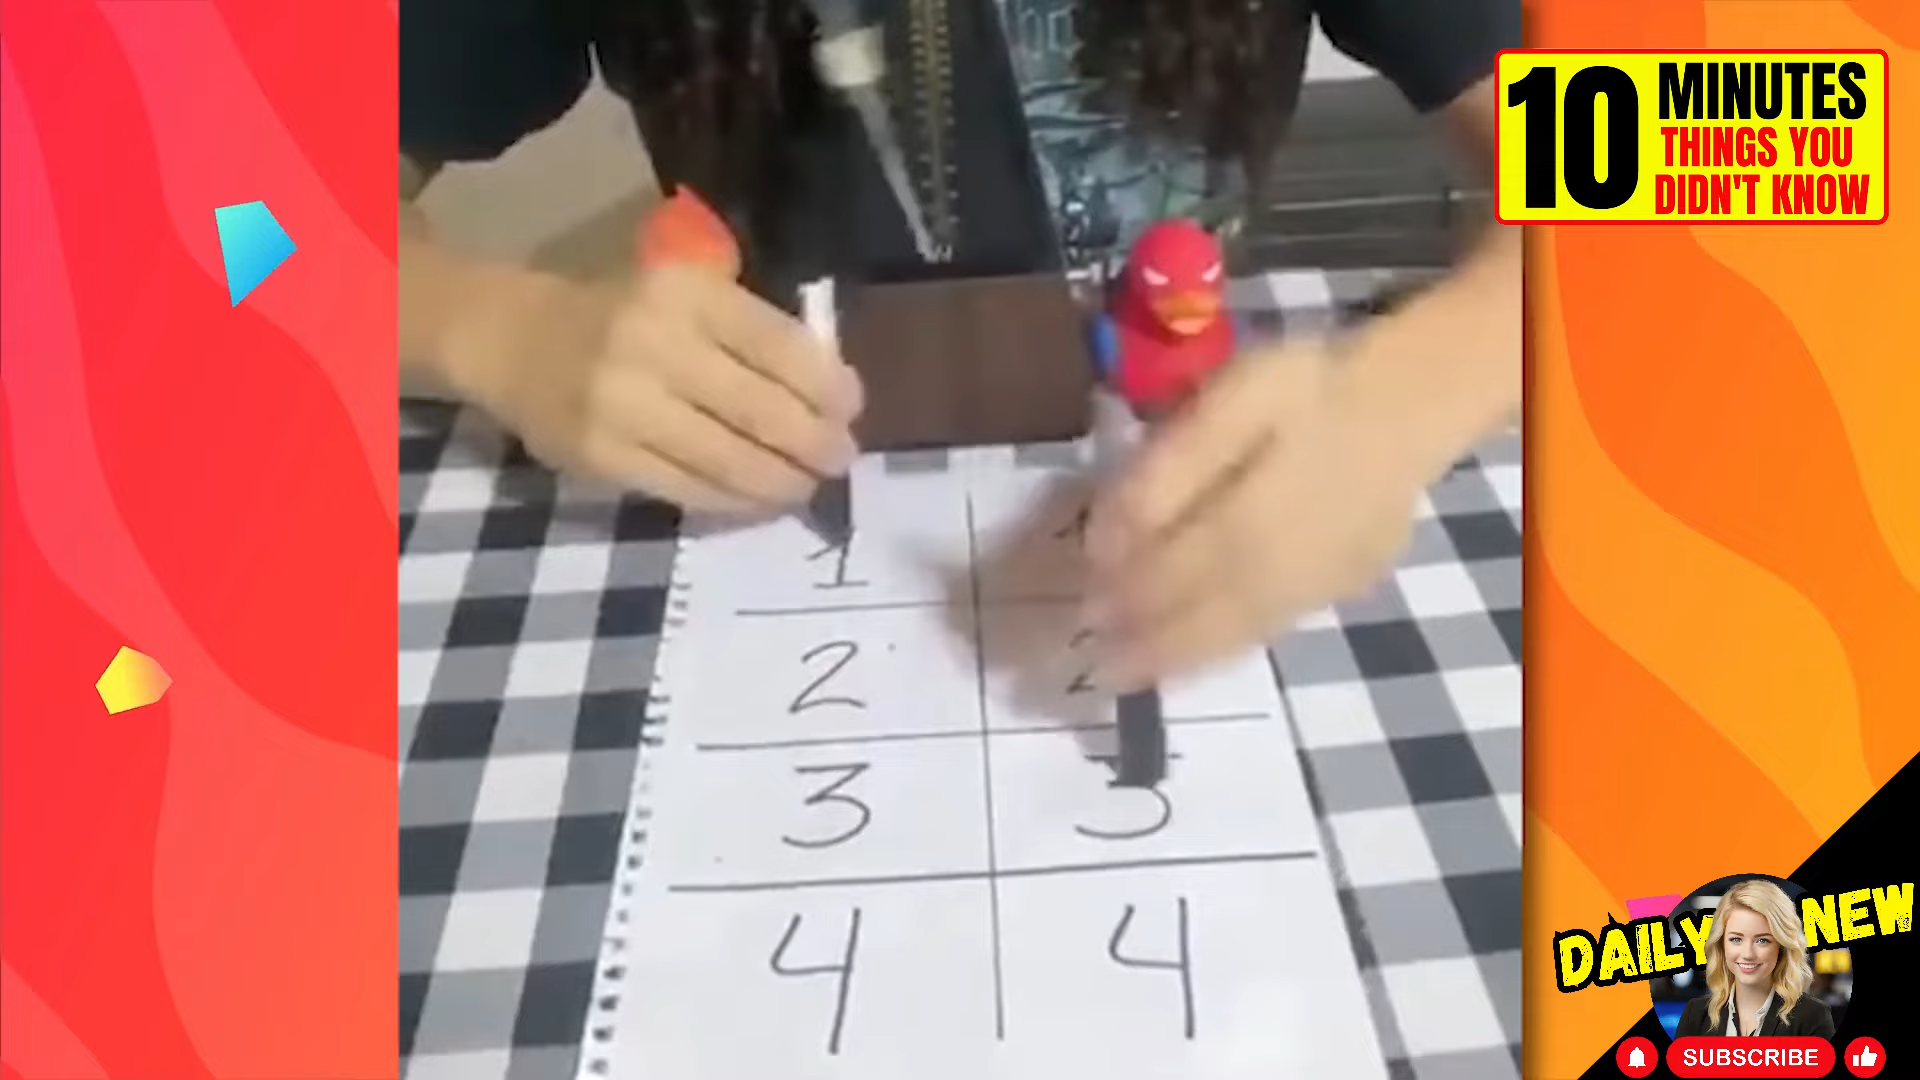 10 MINUTES
THINGS YOU
DIDN'T KNOW
1
2 2
3 3
4 4
DAILY NEW
SUBSCRIBE